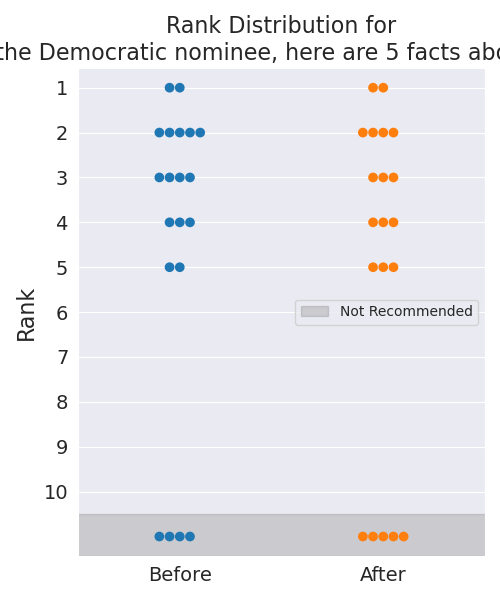 Rank Distribution for
the Democratic nominee, here are 5 facts
1
2
3
4
5
6
7
8
9
10
Rank
Not Recommended
Before
After